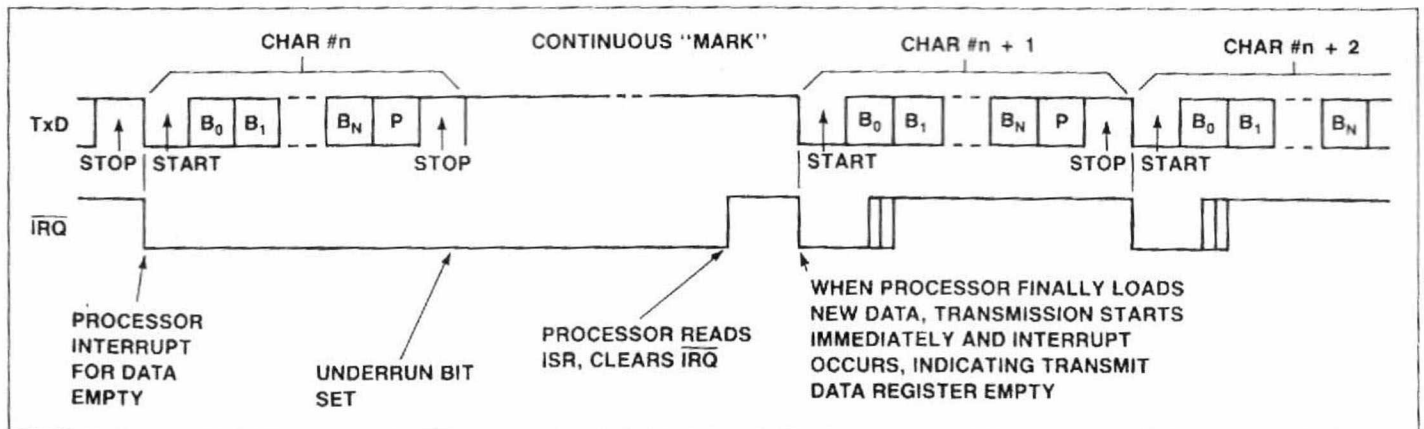 CHAR #n
CONTINUOUS "MARK"
CHAR #n + 1
CHAR #n + 2
TxD
B0
B1
BN
P
B0
B1
BN
P
B0
B1
BN
STOP
START
STOP
START
STOP
START
IRQ
PROCESSOR
INTERRUPT
FOR DATA
EMPTY
UNDERRUN BIT
SET
PROCESSOR READS
ISR, CLEARS IRQ
WHEN PROCESSOR FINALLY LOADS
NEW DATA, TRANSMISSION STARTS
IMMEDIATELY AND INTERRUPT
OCCURS, INDICATING TRANSMIT
DATA REGISTER EMPTY